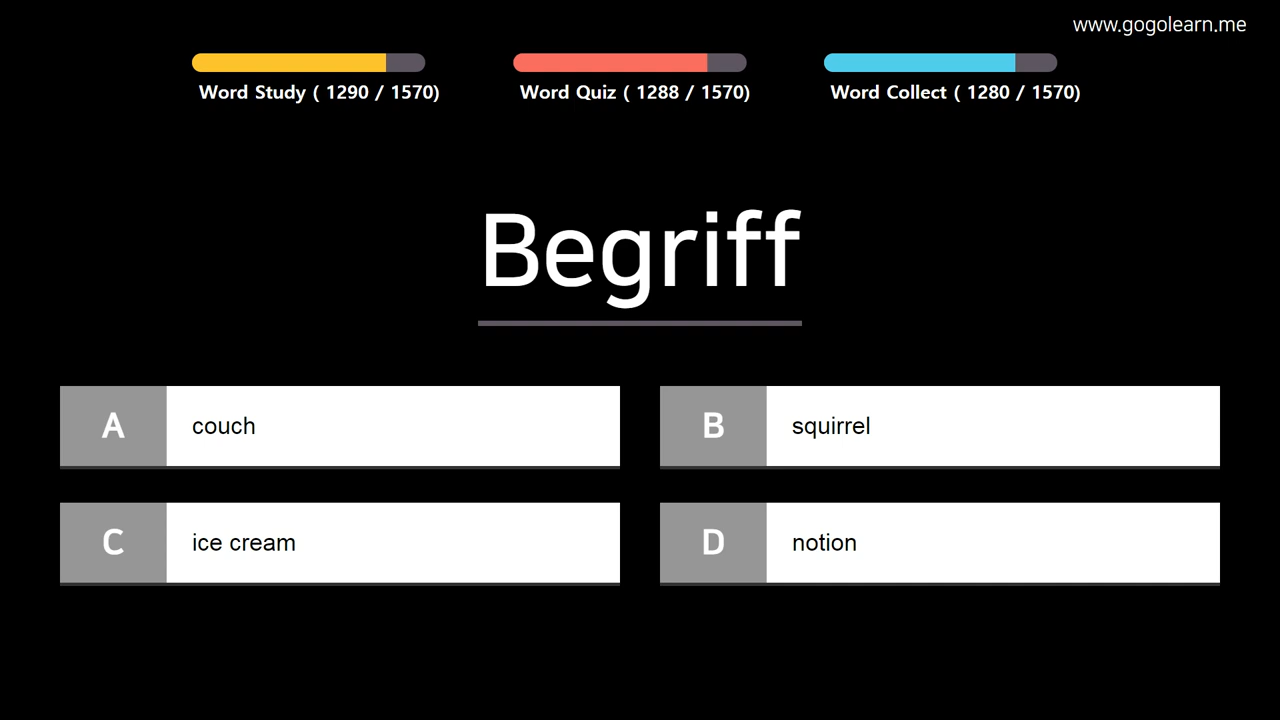 www.gogolearn.me
Word Study ( 1290 / 1570)
Word Quiz ( 1288 / 1570)
Word Collect ( 1280 / 1570)
Begriff
A
couch
B
squirrel
C
ice cream
D
notion